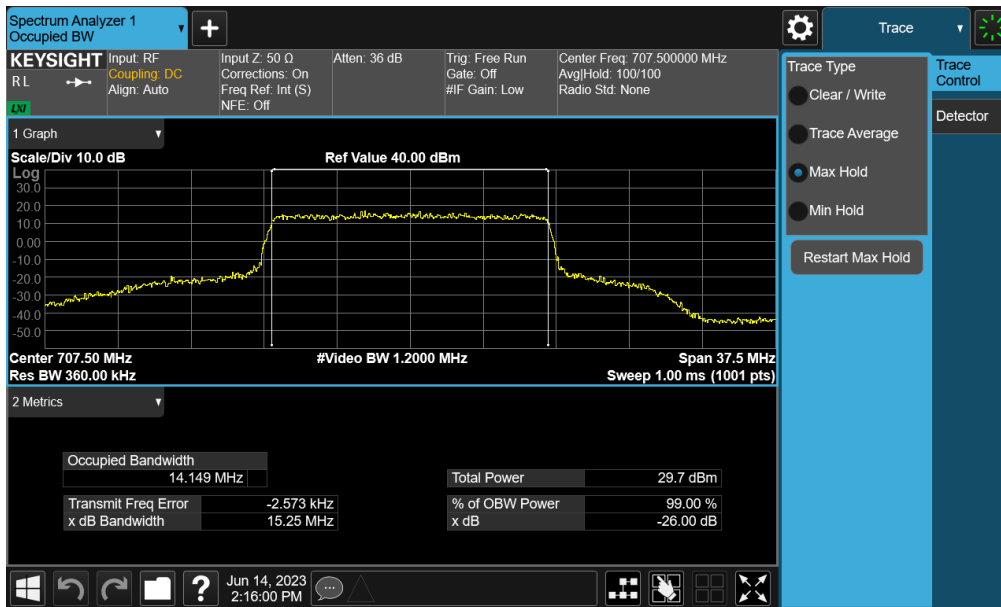 Spectrum Analyzer 1
Occupied BW
Trace
KEYSIGHT
R L
LXI
Input: RF
Coupling: DC
Align: Auto
Input Z: 50 Ω
Corrections: On
Freq Ref: Int (S)
NFE: Off
Atten: 36 dB
Trig: Free Run
Gate: Off
#IF Gain: Low
Center Freq: 707.500000 MHz
Avg|Hold: 100/100
Radio Std: None
1 Graph
Scale/Div 10.0 dB
Ref Value 40.00 dBm
Log
30.0
20.0
10.0
0.00
-10.0
-20.0
-30.0
-40.0
-50.0
Center 707.50 MHz
#Video BW 1.2000 MHz
Span 37.5 MHz
Res BW 360.00 kHz
Sweep 1.00 ms (1001 pts)
2 Metrics
Occupied Bandwidth
14.149 MHz
Total Power 29.7 dBm
Transmit Freq Error -2.573 kHz
% of OBW Power 99.00 %
x dB Bandwidth 15.25 MHz
x dB -26.00 dB
Trace Type
Clear / Write
Trace Average
Max Hold
Min Hold
Restart Max Hold
Trace
Control
Detector
?
Jun 14, 2023
2:16:00 PM